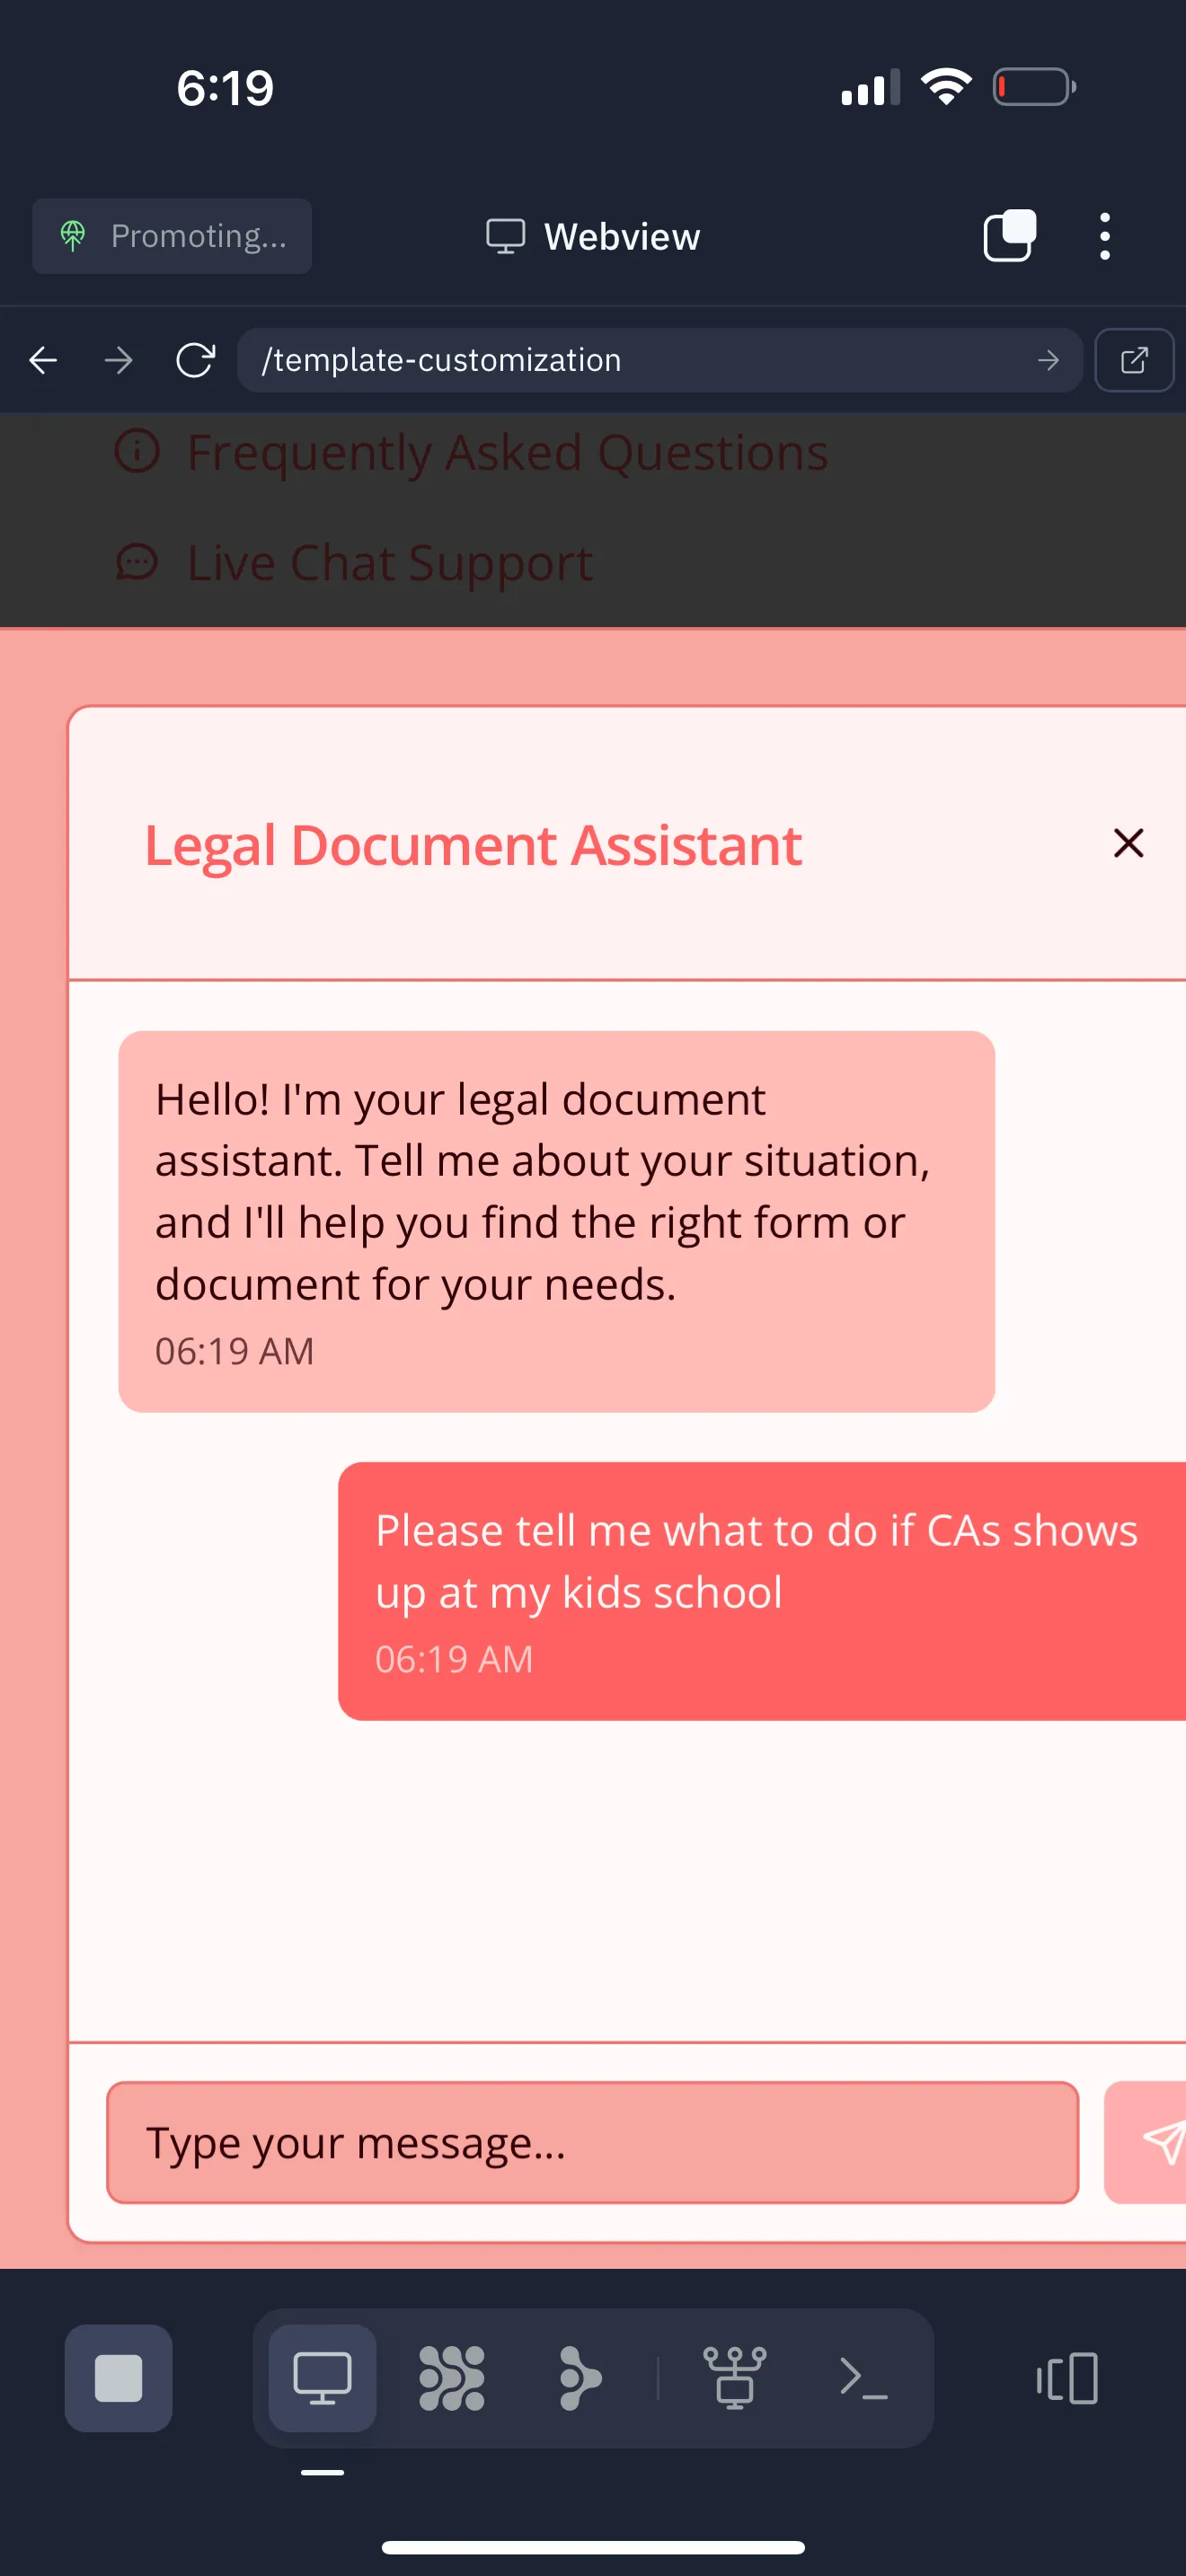 6:19
Promoting...
Webview
/template-customization
Frequently Asked Questions
Live Chat Support
Legal Document Assistant
Hello! I'm your legal document
assistant. Tell me about your situation,
and I'll help you find the right form or
document for your needs.
06:19 AM
Please tell me what to do if CAs shows
up at my kids school
06:19 AM
Type your message...